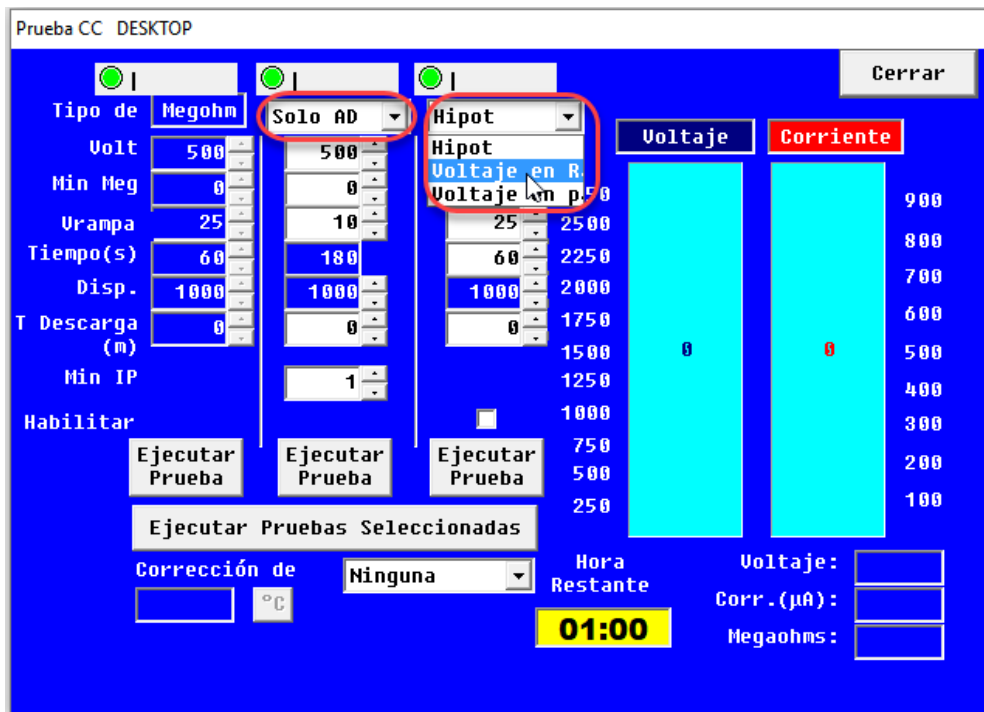 Prueba CC DESKTOP
Cerrar
Tipo de Megohm Solo AD Hipot
Hipot
Voltaje en R.
Voltaje en p.
Volt 500 500
Min Meg 0 0
Vrampa 25 10 25
Tiempo(s) 60 180 60
Disp. 1000 1000 1000
T Descarga 0 0 0
(m)
Min IP 1
Habilitar
Ejecutar Prueba
Ejecutar Prueba
Ejecutar Prueba
Ejecutar Pruebas Seleccionadas
Corrección de Ninguna
°C
Voltaje
2500
2250
2000
1750
1500
1250
1000
750
500
250
0
Corriente
0
900
800
700
600
500
400
300
200
100
Hora
Restante
01:00
Voltaje:
Corr.(µA):
Megaohms: